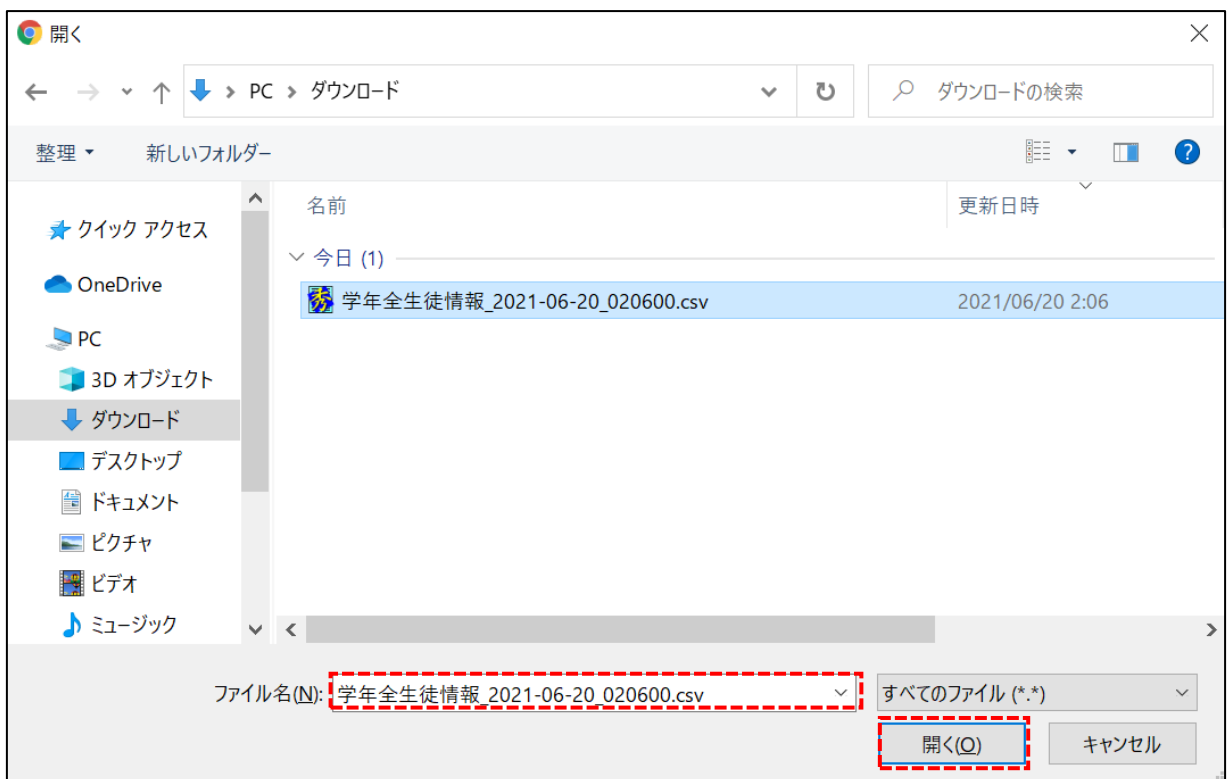 開く
PC > ダウンロード
ダウンロードの検索
整理
新しいフォルダー
?
名前
更新日時
今日 (1)
学年全生徒情報_2021-06-20_020600.csv
2021/06/20 2:06
クイック アクセス
OneDrive
PC
3D オブジェクト
ダウンロード
デスクトップ
ドキュメント
ピクチャ
ビデオ
ミュージック
ファイル名(N):
学年全生徒情報_2021-06-20_020600.csv
すべてのファイル (*.*)
開く(O)
キャンセル